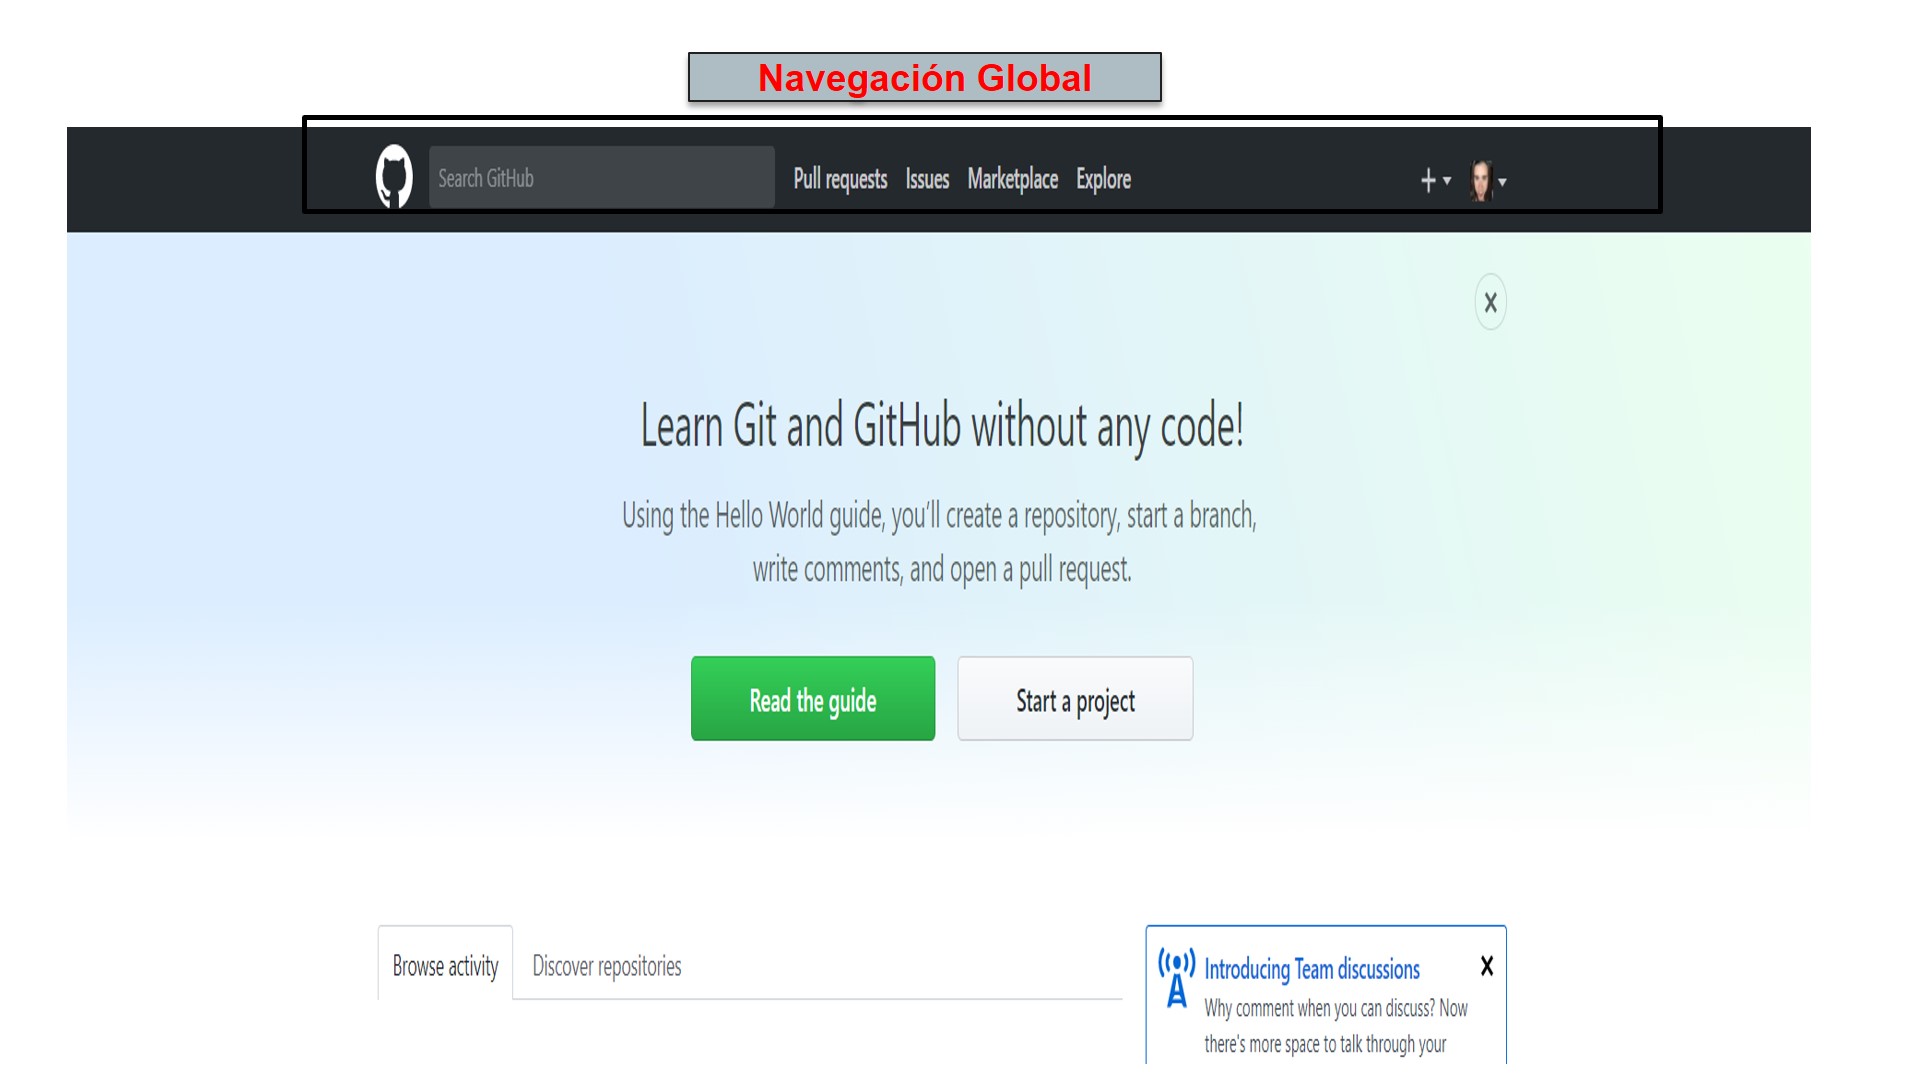 Navegación Global
Search GitHub Pull requests Issues Marketplace Explore
Learn Git and GitHub without any code!
Using the Hello World guide, you’ll create a repository, start a branch,
write comments, and open a pull request.
Read the guide Start a project
Browse activity Discover repositories
Introducing Team discussions
Why comment when you can discuss? Now
there's more space to talk through your